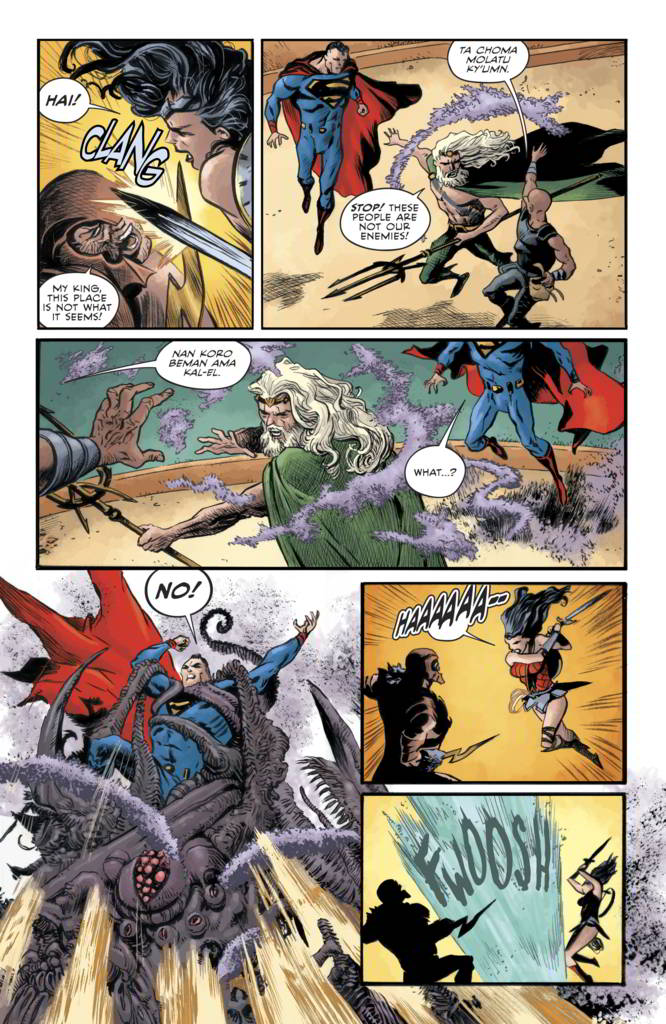 HAI!
CLANG
MY KING,
THIS PLACE
IS NOT WHAT
IT SEEMS!
TA CHOMA
MOLATU
KY'UMN.
STOP! THESE
PEOPLE ARE
NOT OUR
ENEMIES!
NAN KORO
BEMAN AMA
KAL-EL.
WHAT...?
NO!
HAAAAAA--
FWOOSH